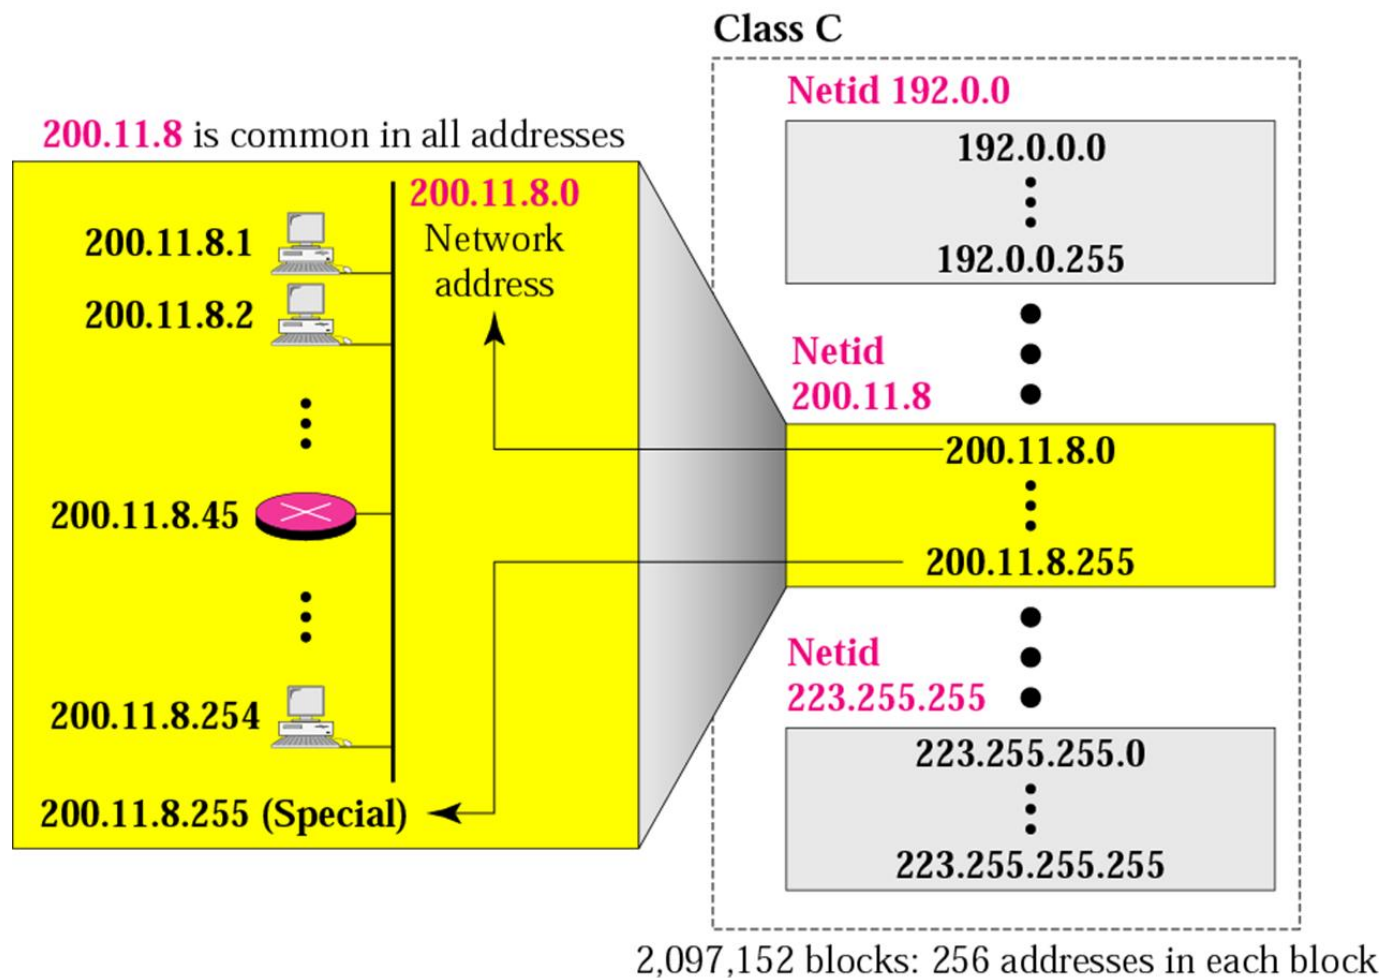 Class C
Netid 192.0.0
192.0.0.0
192.0.0.255
Netid
200.11.8
200.11.8.0
200.11.8.255
Netid
223.255.255
223.255.255.0
223.255.255.255
200.11.8 is common in all addresses
200.11.8.0
Network
address
200.11.8.1
200.11.8.2
200.11.8.45
200.11.8.254
200.11.8.255 (Special)
2,097,152 blocks: 256 addresses in each block